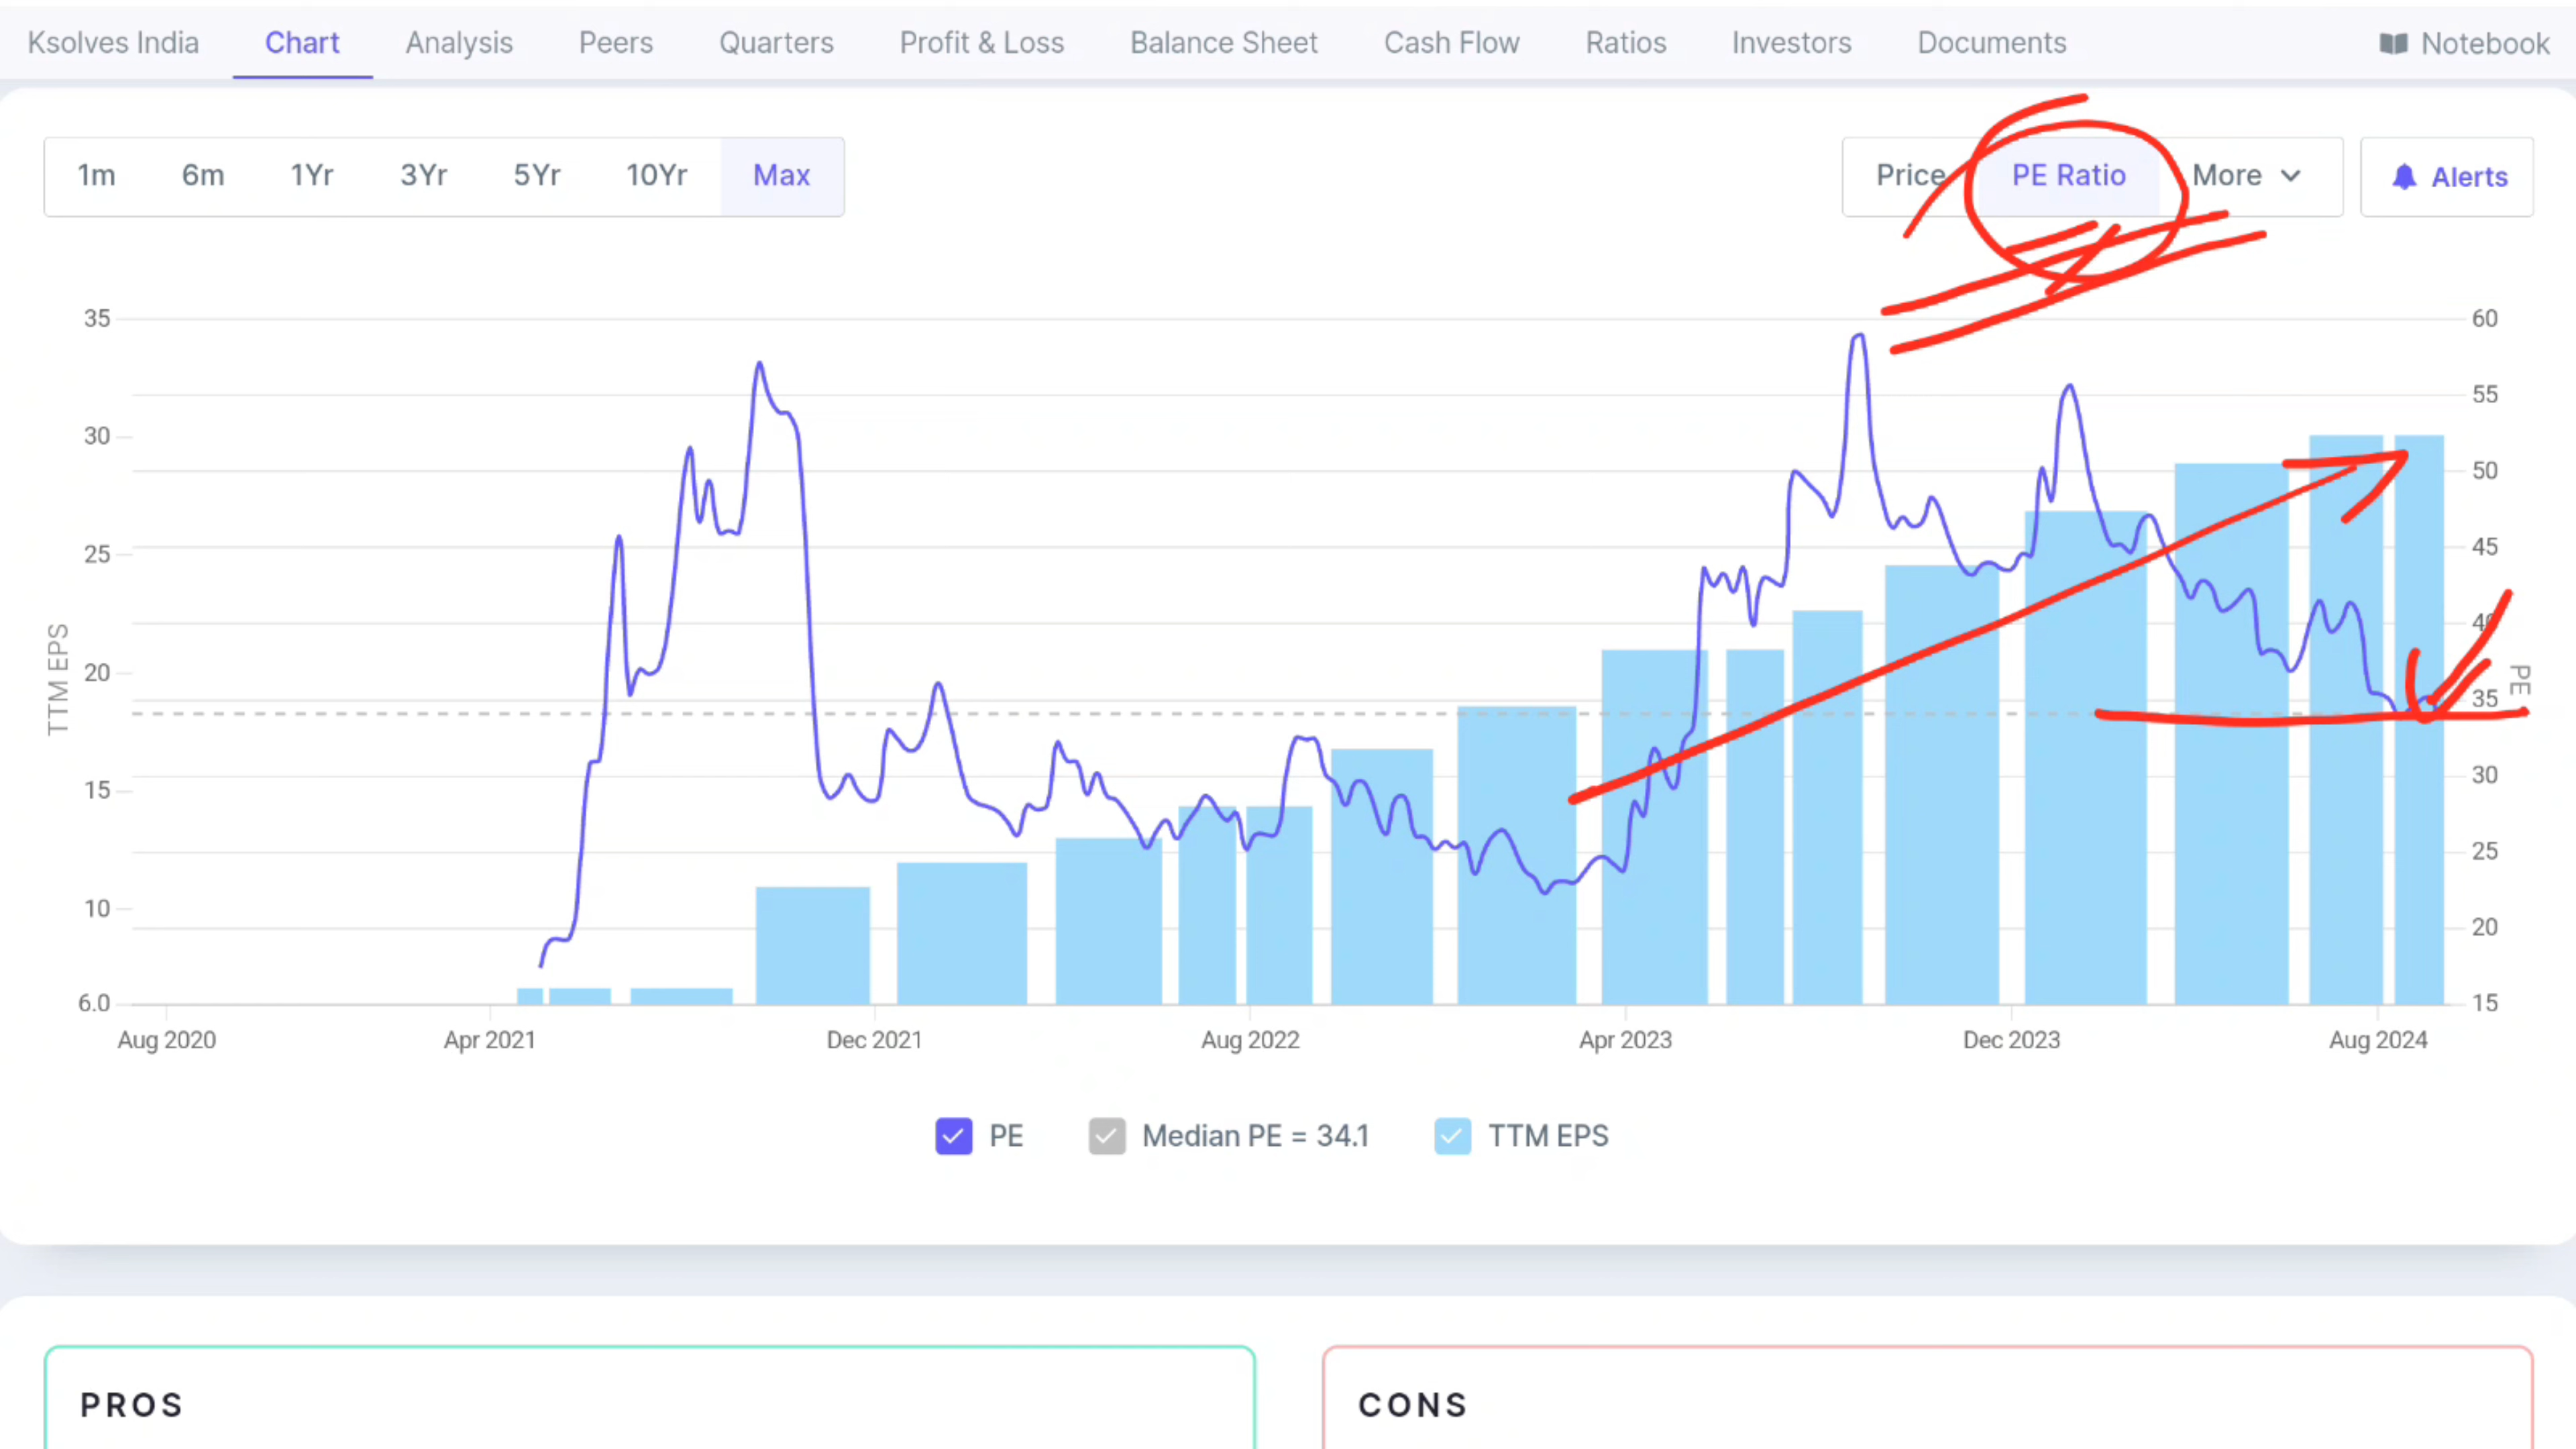 Ksolves India Chart Analysis Peers Quarters Profit & Loss Balance Sheet Cash Flow Ratios Investors Documents Notebook
1m 6m 1Yr 3Yr 5Yr 10Yr Max Price PE Ratio More Alerts
35 60
55
30
50
25 45
40
20
35
15 30
25
10
20
6.0 15
TTM EPS
PE
Aug 2020 Apr 2021 Dec 2021 Aug 2022 Apr 2023 Dec 2023 Aug 2024
PE Median PE = 34.1 TTM EPS
PROS CONS